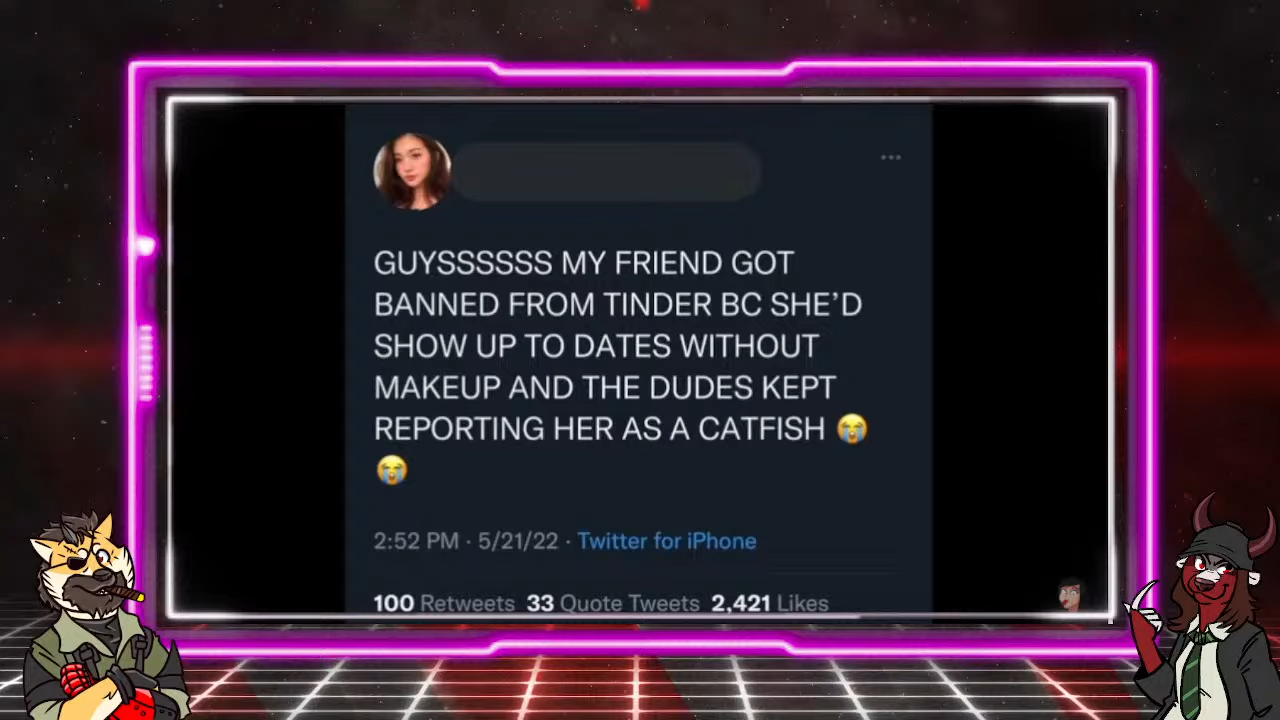 GUYSSSSSS MY FRIEND GOT
BANNED FROM TINDER BC SHE’D
SHOW UP TO DATES WITHOUT
MAKEUP AND THE DUDES KEPT
REPORTING HER AS A CATFISH 😭
😭
2:52 PM · 5/21/22 · Twitter for iPhone
100 Retweets 33 Quote Tweets 2,421 Likes